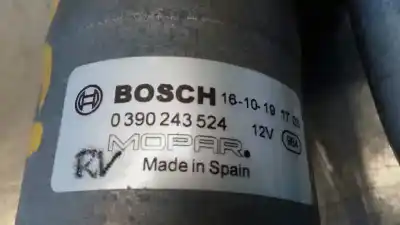 BOSCH 16-10-19
0 390 243 524 12V
MOPAR.
RV Made in Spain